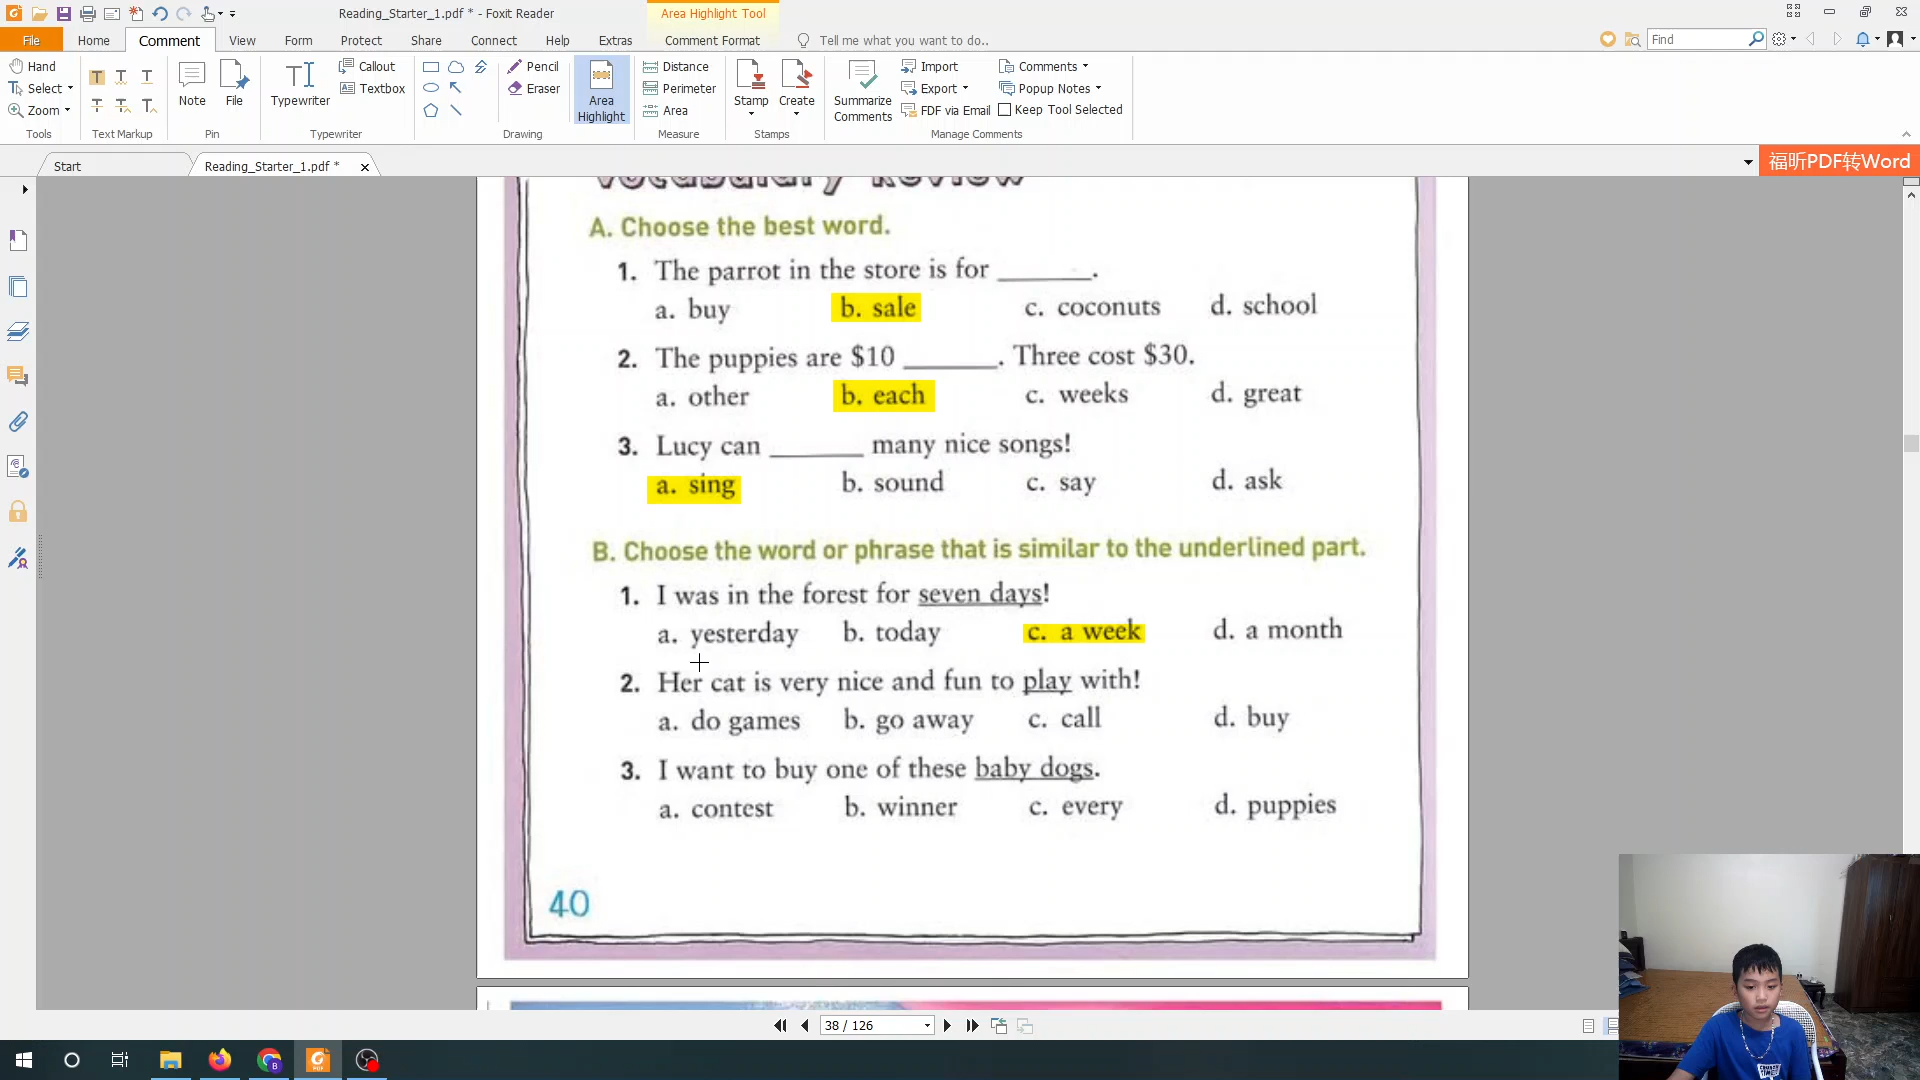 Reading_Starter_1.pdf * - Foxit Reader
Area Highlight Tool
File Home Comment View Form Protect Share Connect Help Extras Comment Format Tell me what you want to do.. Find
Hand
Select
Zoom
Tools
Text Markup
Note
File
Pin
Typewriter
Callout
Textbox
Typewriter
Pencil
Eraser
Drawing
Area Highlight
Distance
Perimeter
Area
Measure
Stamp
Create
Stamps
Summarize Comments
Import
Export
FDF via Email
Comments
Popup Notes
Keep Tool Selected
Manage Comments
Start
Reading_Starter_1.pdf *
福昕PDF转Word
Vocabulary Review
A. Choose the best word.
1. The parrot in the store is for ______.
a. buy b. sale c. coconuts d. school
2. The puppies are $10 ______. Three cost $30.
a. other b. each c. weeks d. great
3. Lucy can ______ many nice songs!
a. sing b. sound c. say d. ask
B. Choose the word or phrase that is similar to the underlined part.
1. I was in the forest for seven days!
a. yesterday b. today c. a week d. a month
2. Her cat is very nice and fun to play with!
a. do games b. go away c. call d. buy
3. I want to buy one of these baby dogs.
a. contest b. winner c. every d. puppies
40
38 / 126